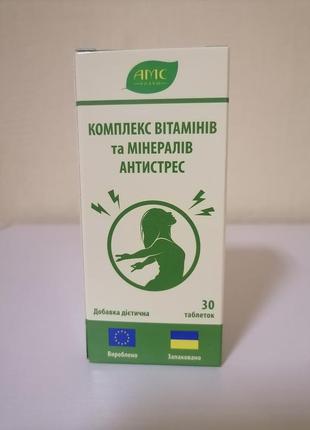 АМС
КОМПЛЕКС ВІТАМІНІВ
та МІНЕРАЛІВ
АНТИСТРЕС
Добавка дієтична
30
таблеток
Вироблено
Запаковано